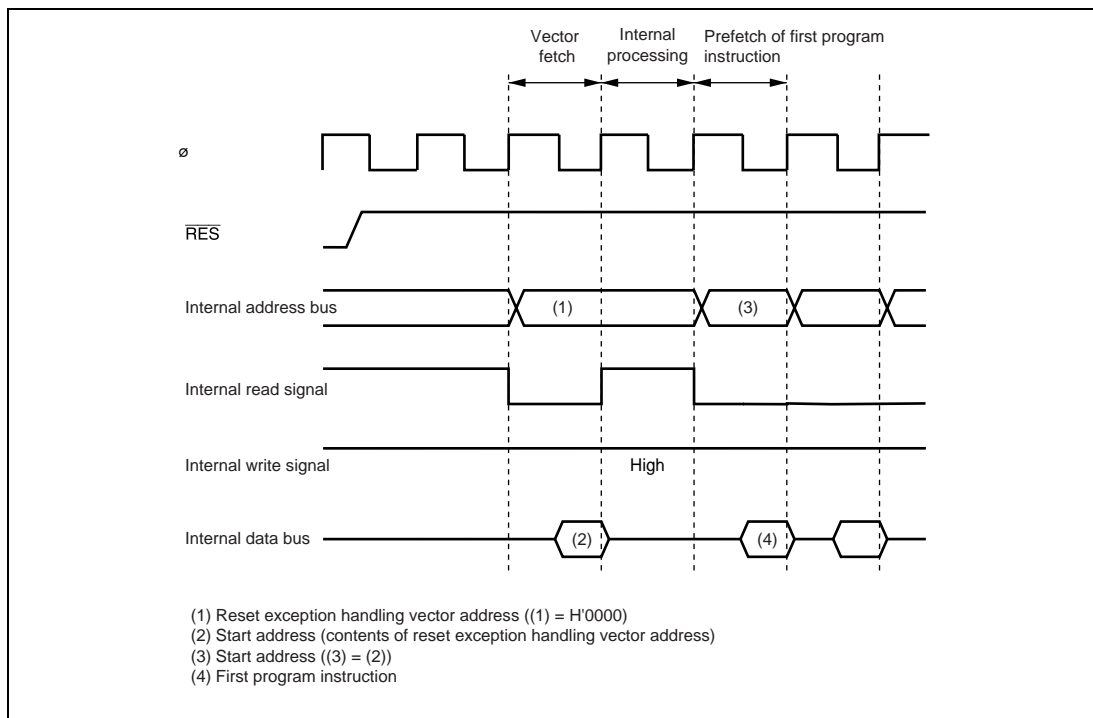 Vector fetch
Internal processing
Prefetch of first program instruction
ø
RES
Internal address bus
(1)
(3)
Internal read signal
Internal write signal
High
Internal data bus
(2)
(4)
(1) Reset exception handling vector address ((1) = H'0000)
(2) Start address (contents of reset exception handling vector address)
(3) Start address ((3) = (2))
(4) First program instruction